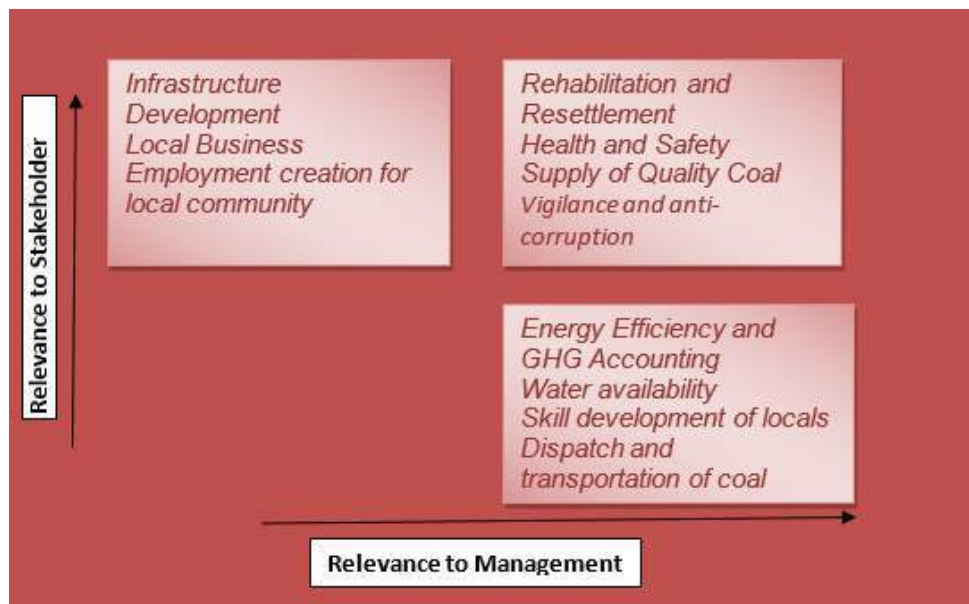 Infrastructure
Development
Local Business
Employment creation for
local community
Rehabilitation and
Resettlement
Health and Safety
Supply of Quality Coal
Vigilance and anti-
corruption
Relevance to Stakeholder
Energy Efficiency and
GHG Accounting
Water availability
Skill development of locals
Dispatch and
transportation of coal
Relevance to Management